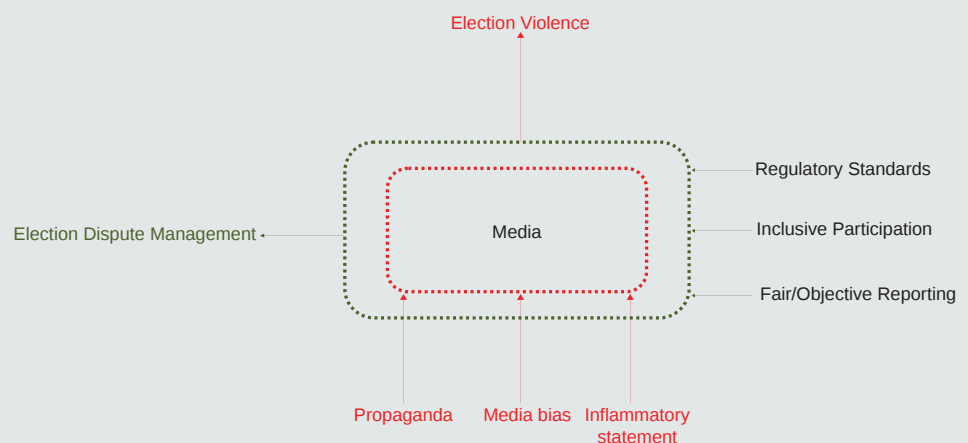 Election Violence
Regulatory Standards
Media
Inclusive Participation
Election Dispute Management
Fair/Objective Reporting
Propaganda
Media bias
Inflammatory
statement